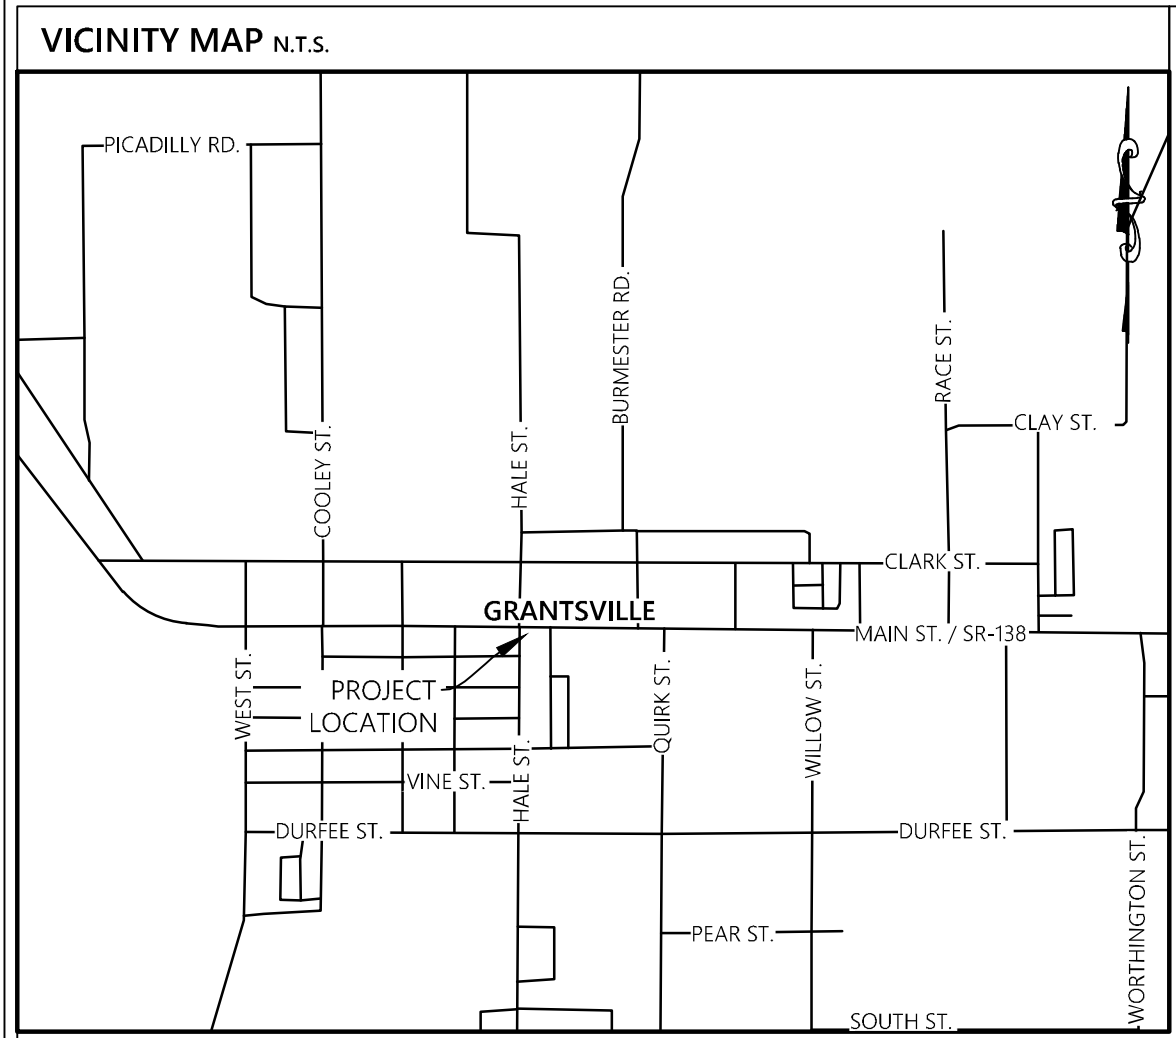 VICINITY MAP N.T.S.
PICADILLY RD.
BURMESTER RD.
RACE ST.
HALE ST.
COOLEY ST.
CLAY ST.
CLARK ST.
GRANTSVILLE
MAIN ST. / SR-138
WEST ST.
PROJECT
LOCATION
QUIRK ST.
WILLOW ST.
HALE ST.
VINE ST.
DURFEE ST.
DURFEE ST.
WORTHINGTON ST.
PEAR ST.
SOUTH ST.